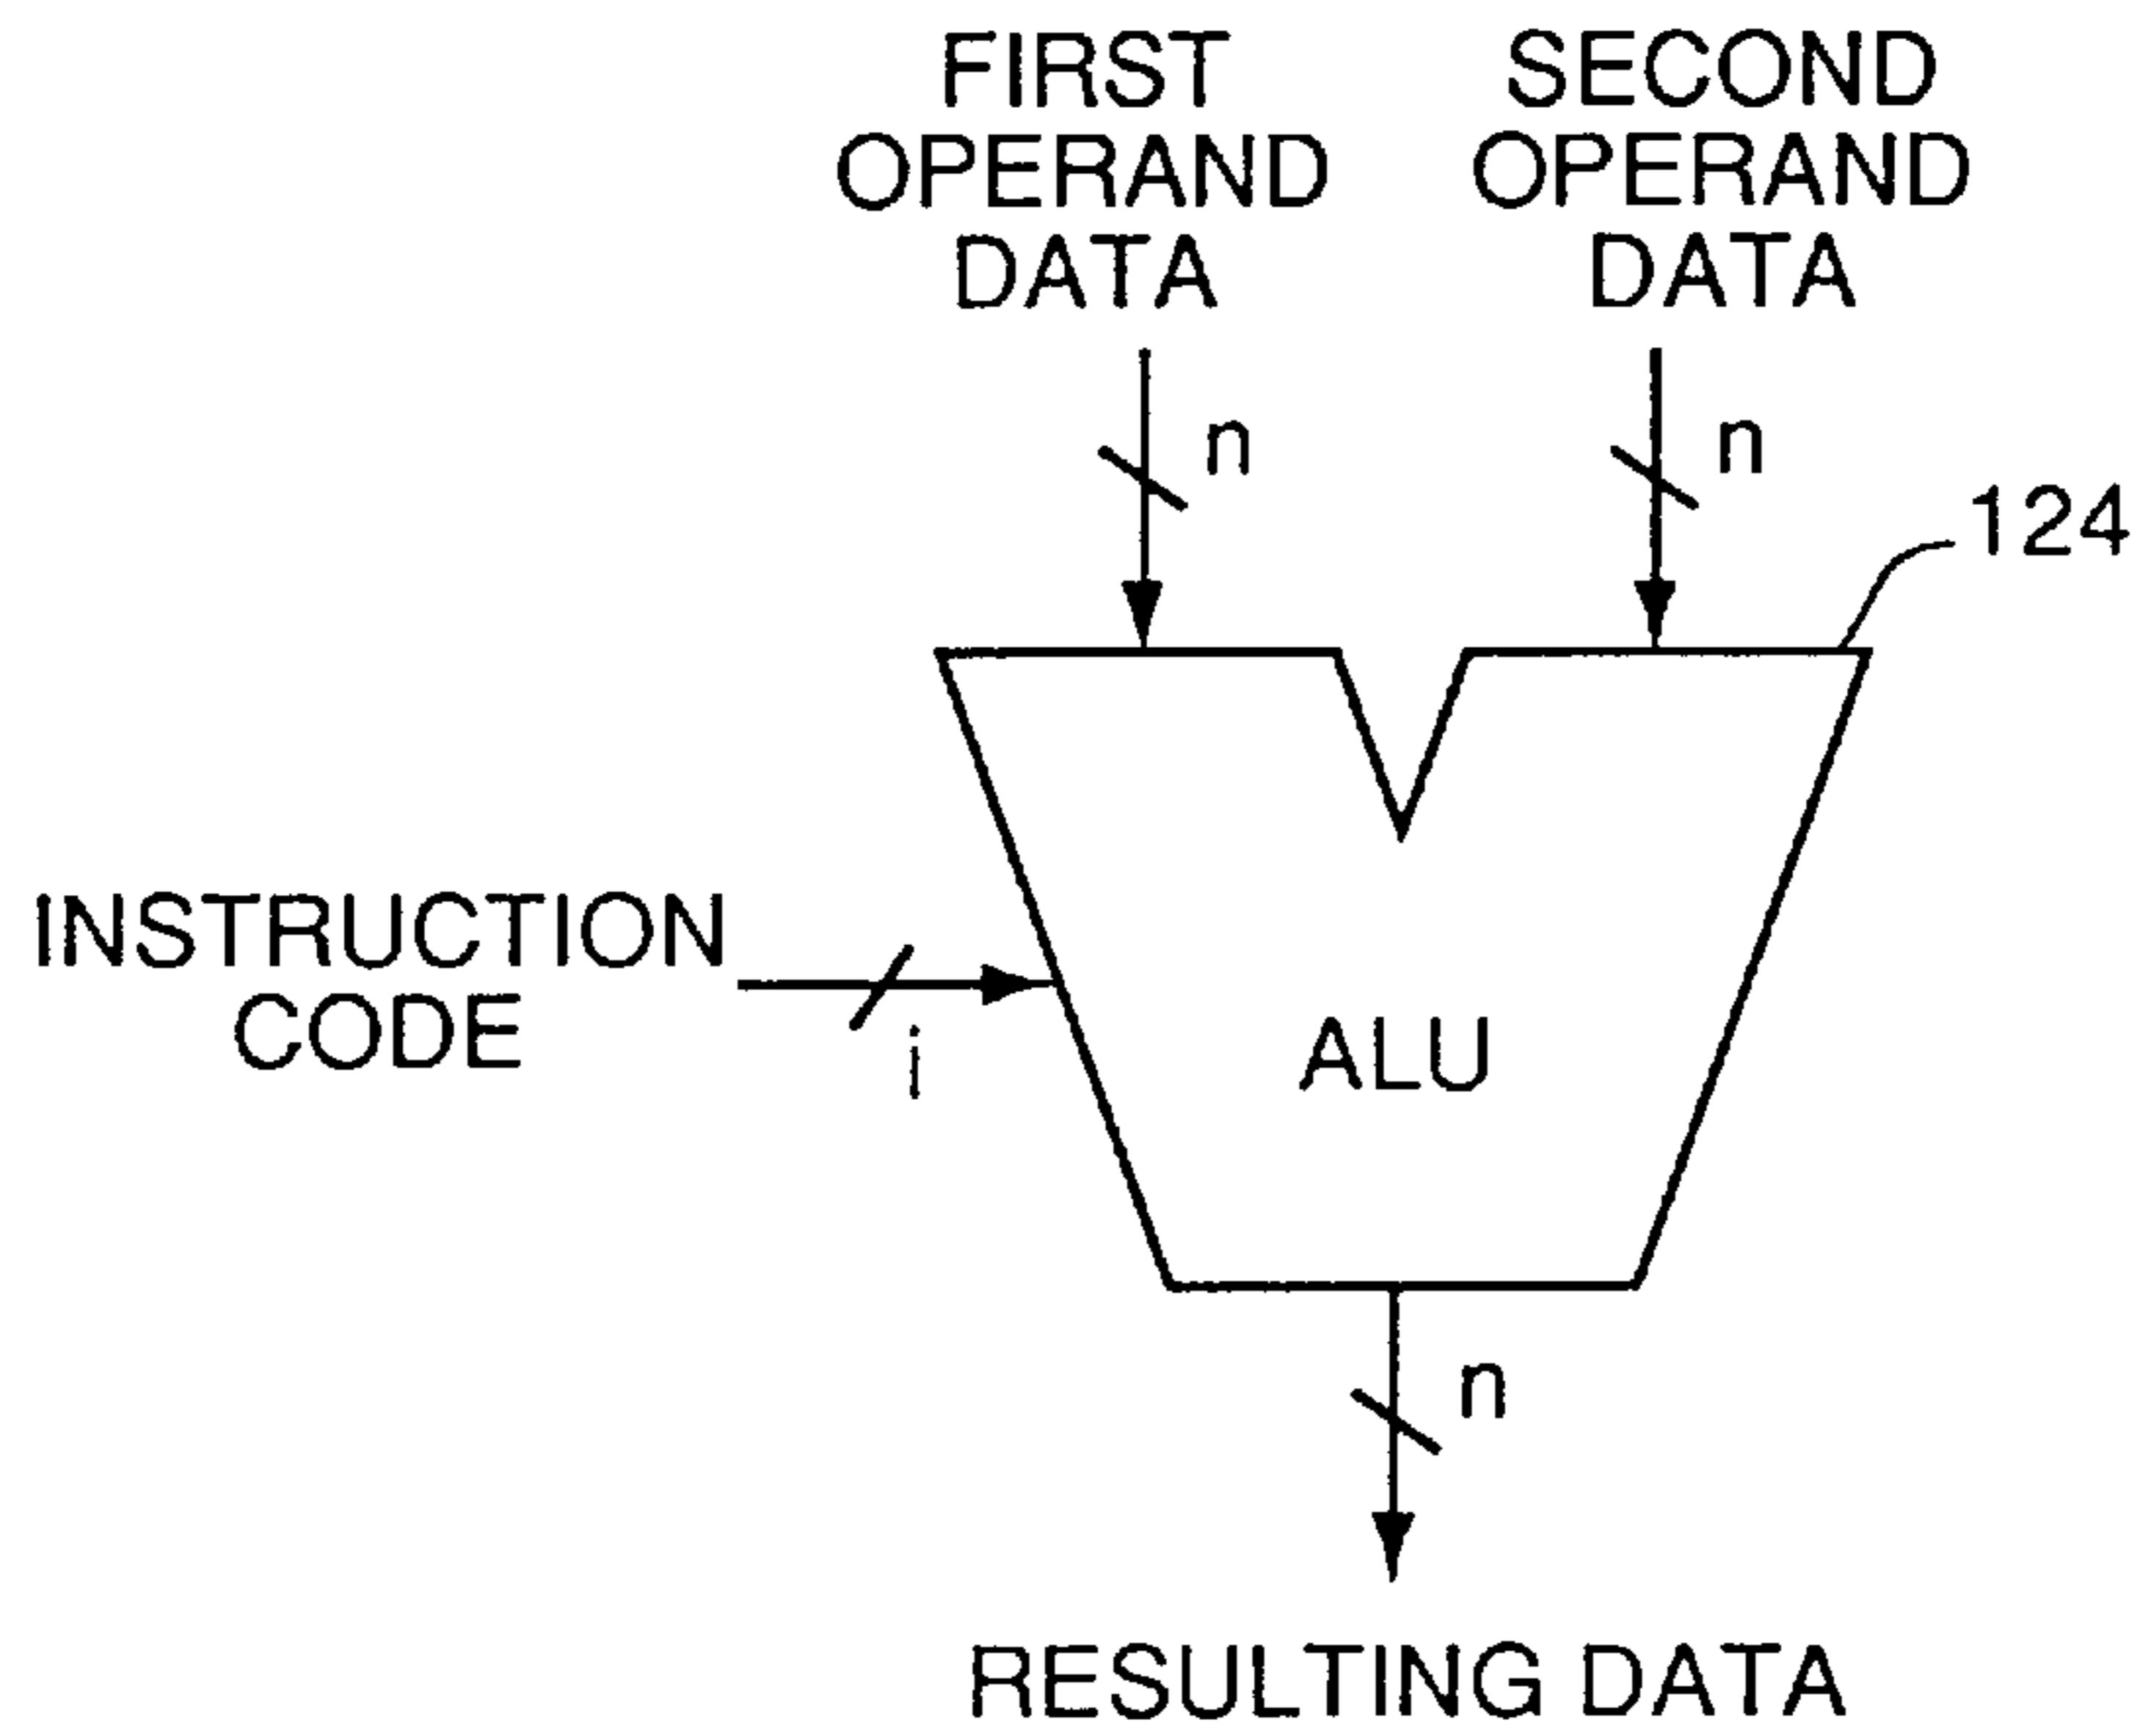 FIRST
OPERAND
DATA
SECOND
OPERAND
DATA
n
n
124
INSTRUCTION
CODE
i
ALU
n
RESULTING DATA